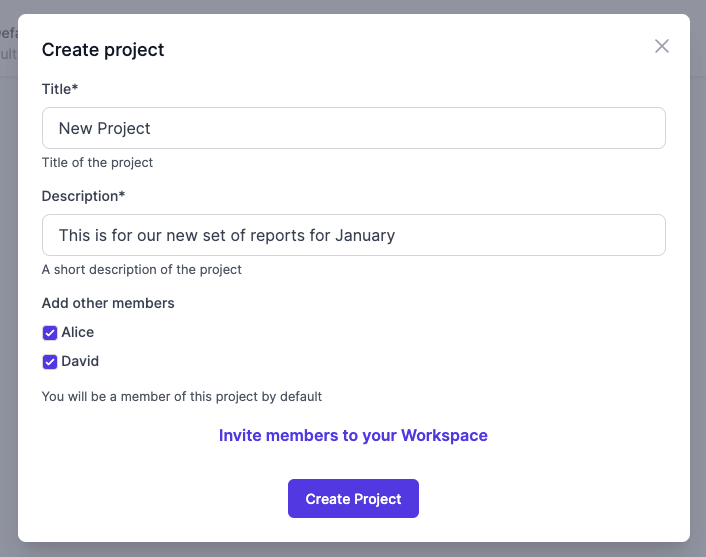 Create project
Title*
New Project
Title of the project
Description*
This is for our new set of reports for January
A short description of the project
Add other members
Alice
David
You will be a member of this project by default
Invite members to your Workspace
Create Project